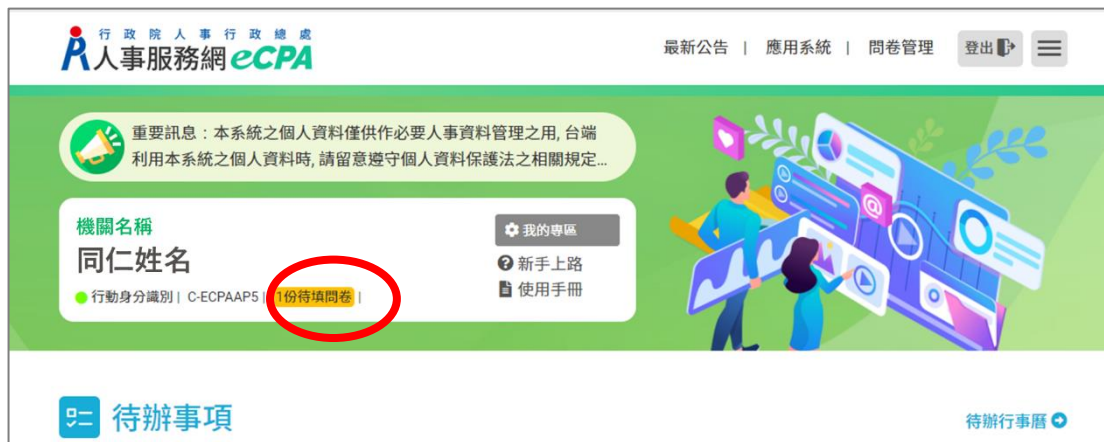 行政院人事行政總處
人事服務網 eCPA
最新公告 | 應用系統 | 問卷管理 登出
重要訊息：本系統之個人資料僅供作必要人事資料管理之用, 台端
利用本系統之個人資料時, 請留意遵守個人資料保護法之相關規定...
機關名稱
同仁姓名
行動身分識別 | C-ECPAAP5 | 1份待填問卷 |
我的專區
新手上路
使用手冊
待辦事項
待辦行事曆